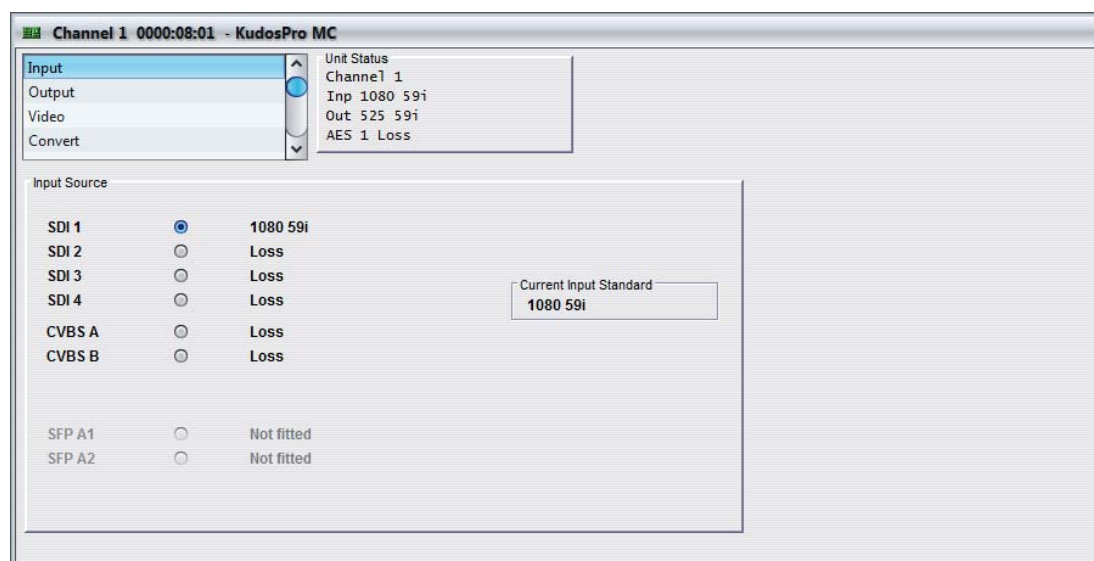 Channel 1 0000:08:01 - KudosPro MC
Input
Output
Video
Convert
Unit Status
Channel 1
Inp 1080 59i
Out 525 59i
AES 1 Loss
Input Source
SDI 1 1080 59i
SDI 2 Loss
SDI 3 Loss
SDI 4 Loss
CVBS A Loss
CVBS B Loss
SFP A1 Not fitted
SFP A2 Not fitted
Current Input Standard
1080 59i